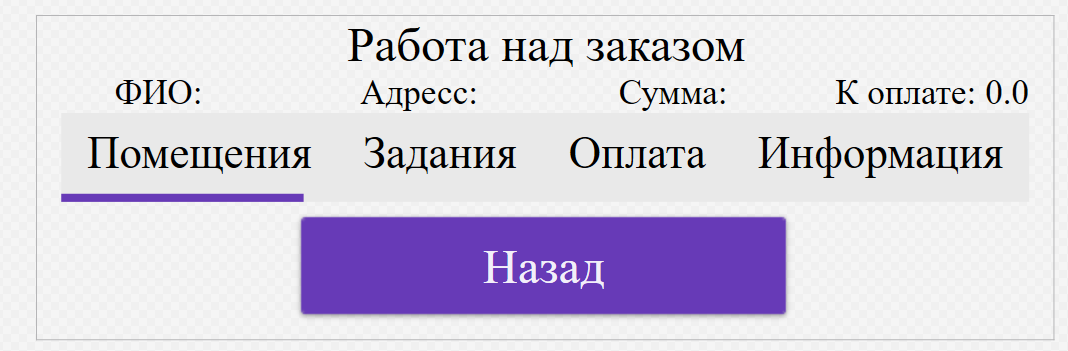 Работа над заказом
ФИО: Адресс: Сумма: К оплате: 0.0
Помещения Задания Оплата Информация
Назад